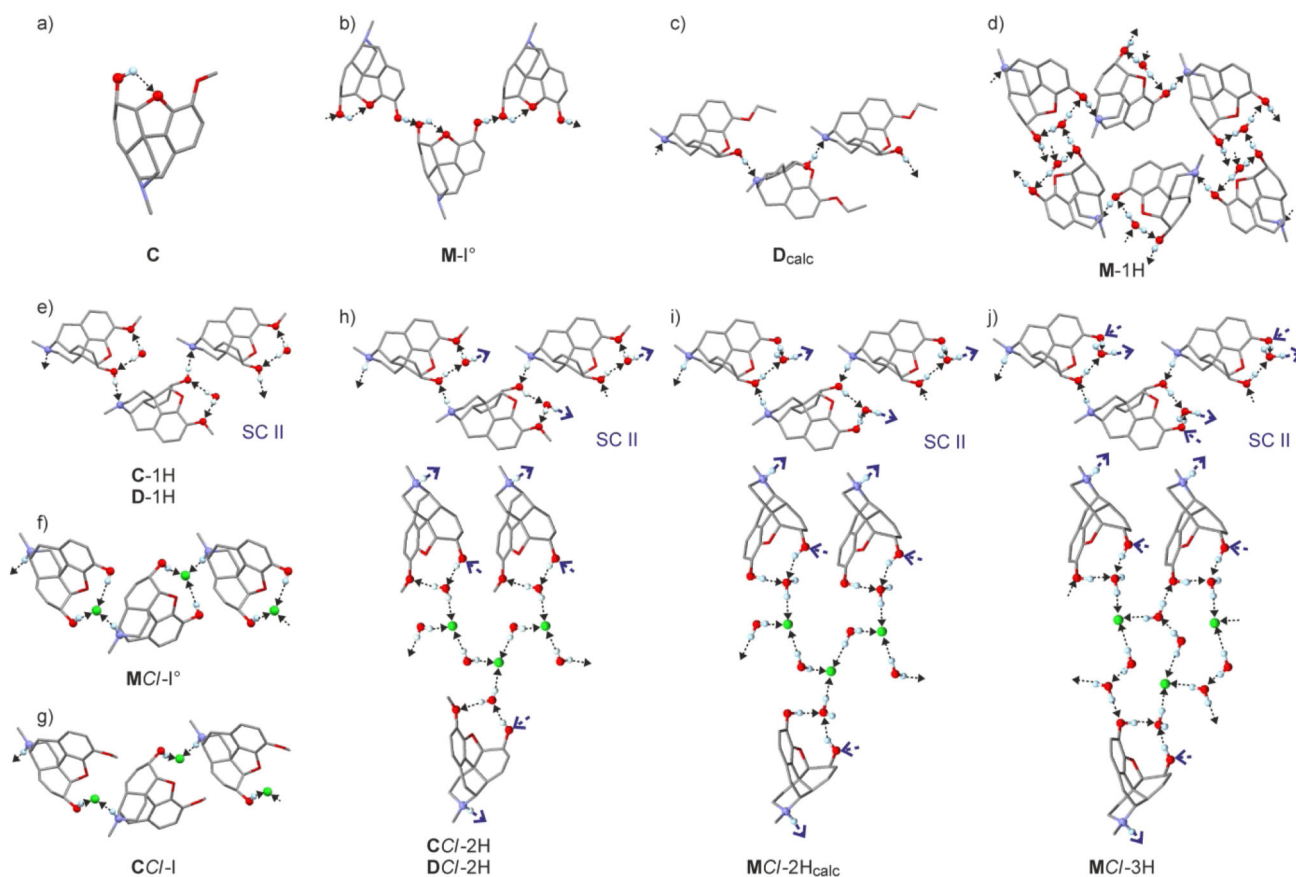 a)
C
b)
M-I°
c)
Dcalc
d)
M-1H
e)
SC II
C-1H
D-1H
f)
MCl-I°
g)
CCl-I
h)
SC II
CCl-2H
DCl-2H
i)
SC II
MCl-2Hcalc
j)
SC II
MCl-3H